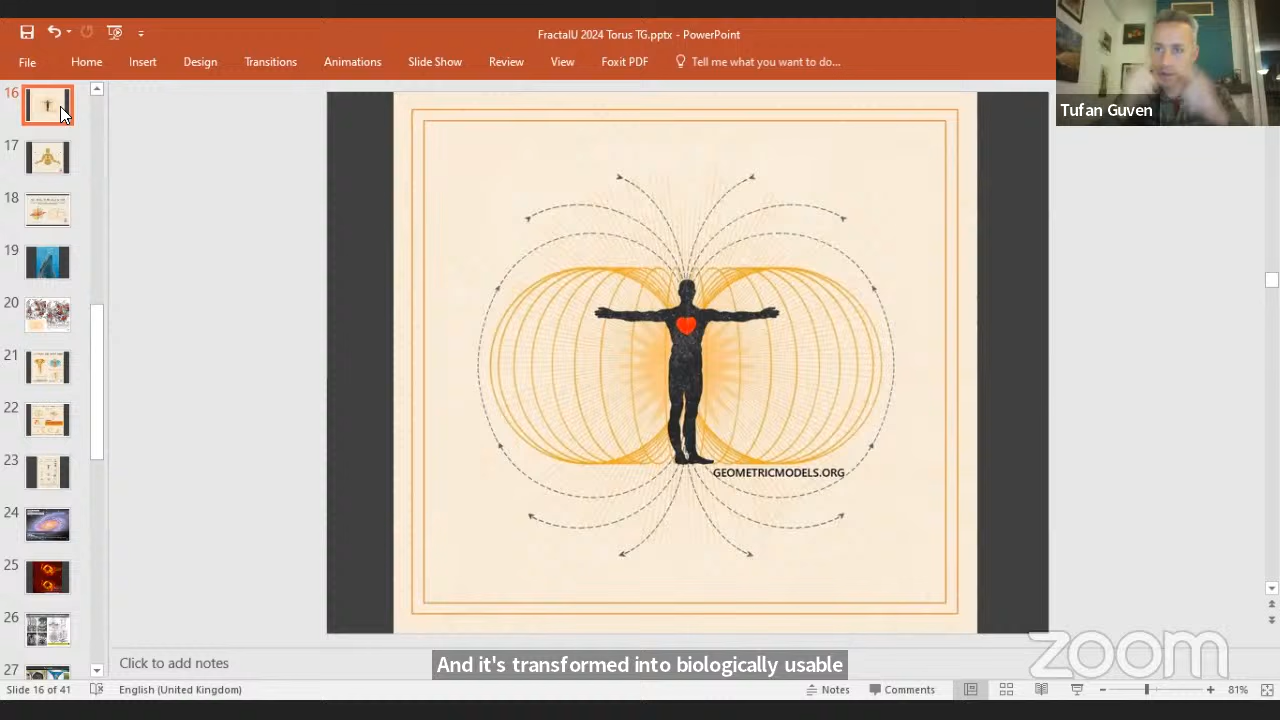 FractalU 2024 Torus TG.pptx - PowerPoint
File Home Insert Design Transitions Animations Slide Show Review View Foxit PDF Tell me what you want to do...
Tufan Guven
16
17
18
19
20
21
22
23
24
25
26
27
GEOMETRICMODELS.ORG
And it's transformed into biologically usable
zoom
Click to add notes
Slide 16 of 41 English (United Kingdom) Notes Comments 81%